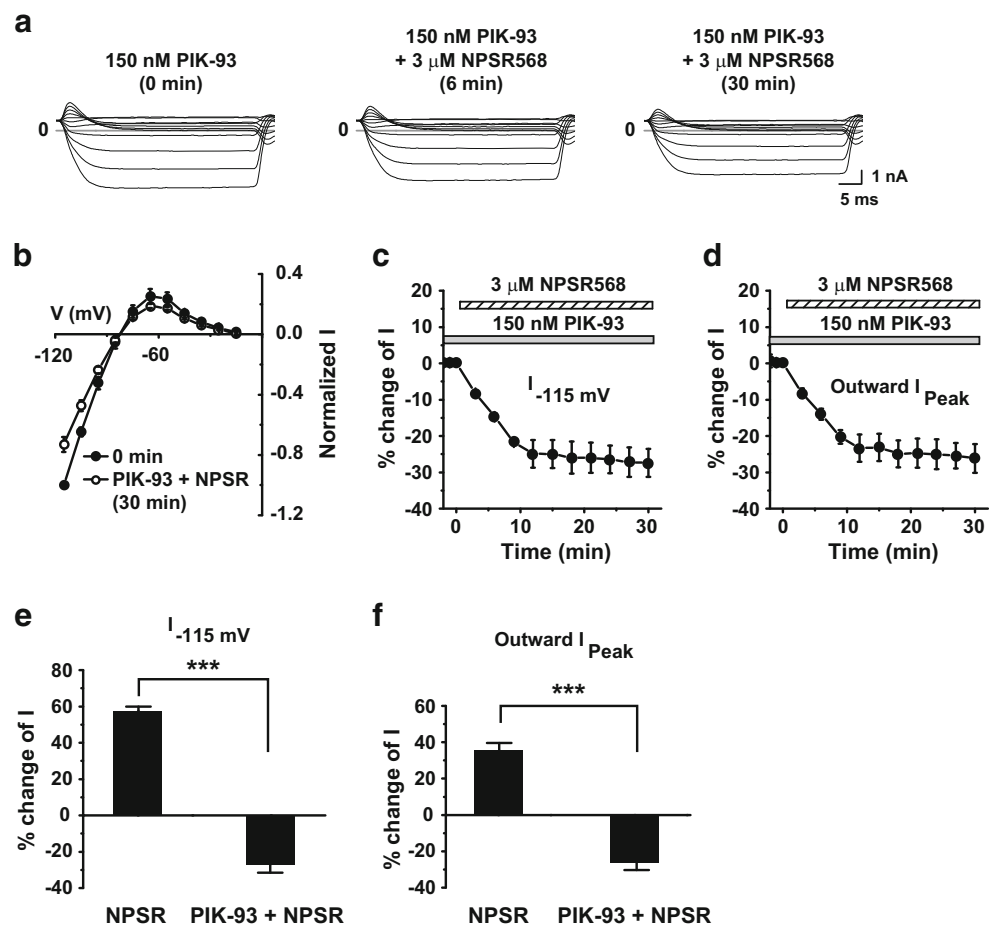 a
150 nM PIK-93
(0 min)
150 nM PIK-93
+ 3 µM NPSR568
(6 min)
150 nM PIK-93
+ 3 µM NPSR568
(30 min)
0
0
0
1 nA
5 ms
b
V (mV)
-120
-60
0.4
0.0
-0.4
-0.8
-1.2
Normalized I
0 min
PIK-93 + NPSR
(30 min)
c
3 µM NPSR568
150 nM PIK-93
I -115 mV
% change of I
20
10
0
-10
-20
-30
-40
0
10
20
30
Time (min)
d
3 µM NPSR568
150 nM PIK-93
Outward I Peak
% change of I
20
10
0
-10
-20
-30
-40
0
10
20
30
Time (min)
e
I -115 mV
***
% change of I
80
60
40
20
0
-20
-40
NPSR
PIK-93 + NPSR
f
Outward I Peak
***
% change of I
60
40
20
0
-20
-40
NPSR
PIK-93 + NPSR